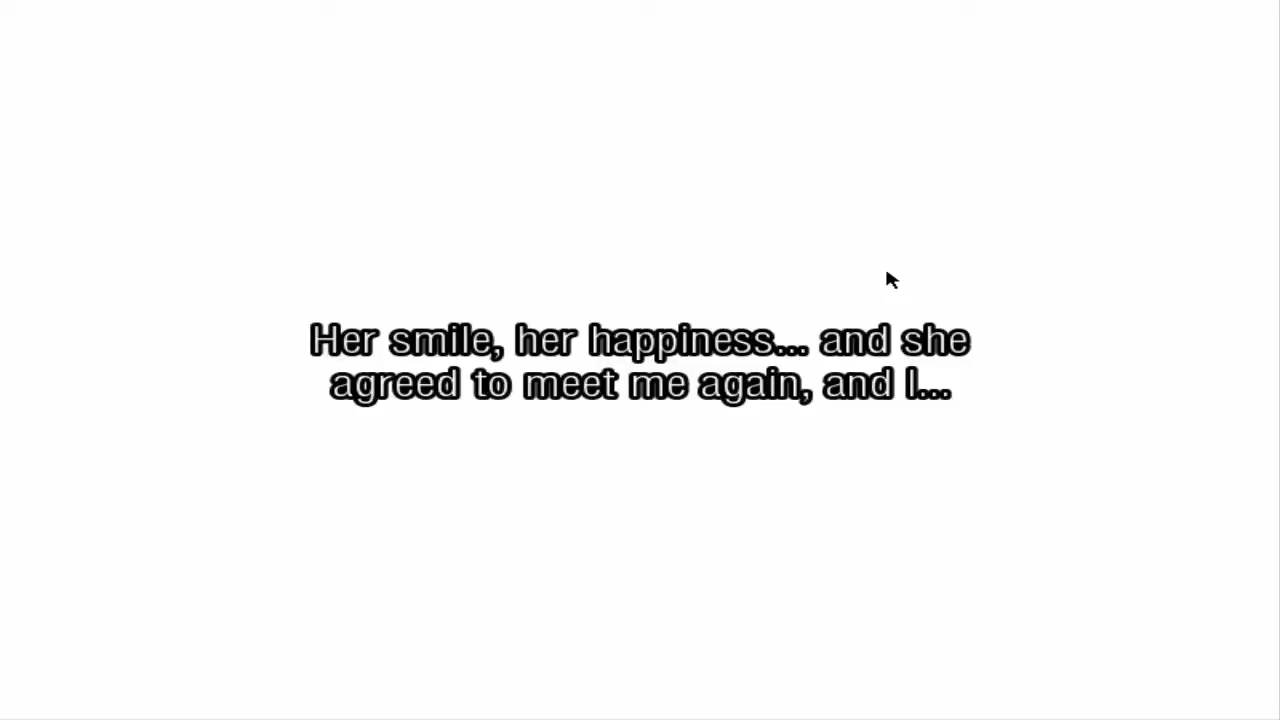 Her smile, her happiness... and she
agreed to meet me again, and I...